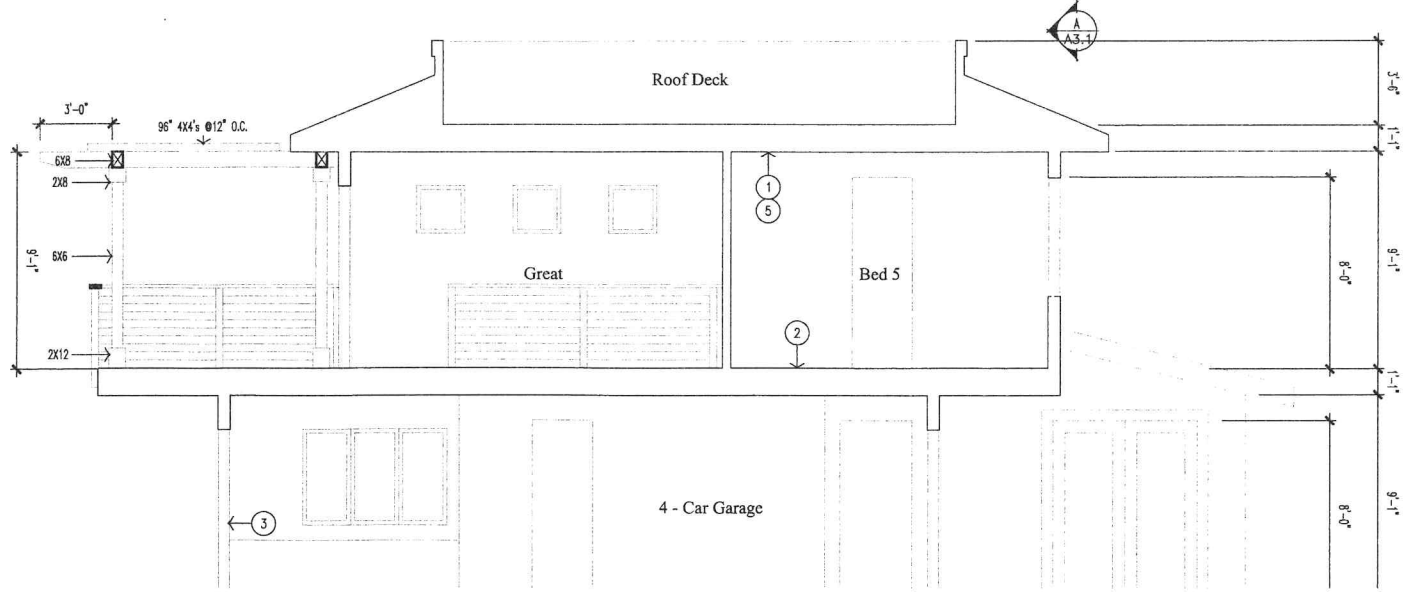 A
A3.1
Roof Deck
3'-6"
3'-0"
96" 4X4's @12" O.C.
1'-1"
6X8
2X8
1
5
9'-1"
6X6
Great
Bed 5
8'-0"
9'-1"
2X12
2
1'-1"
4 - Car Garage
3
8'-0"
9'-1"